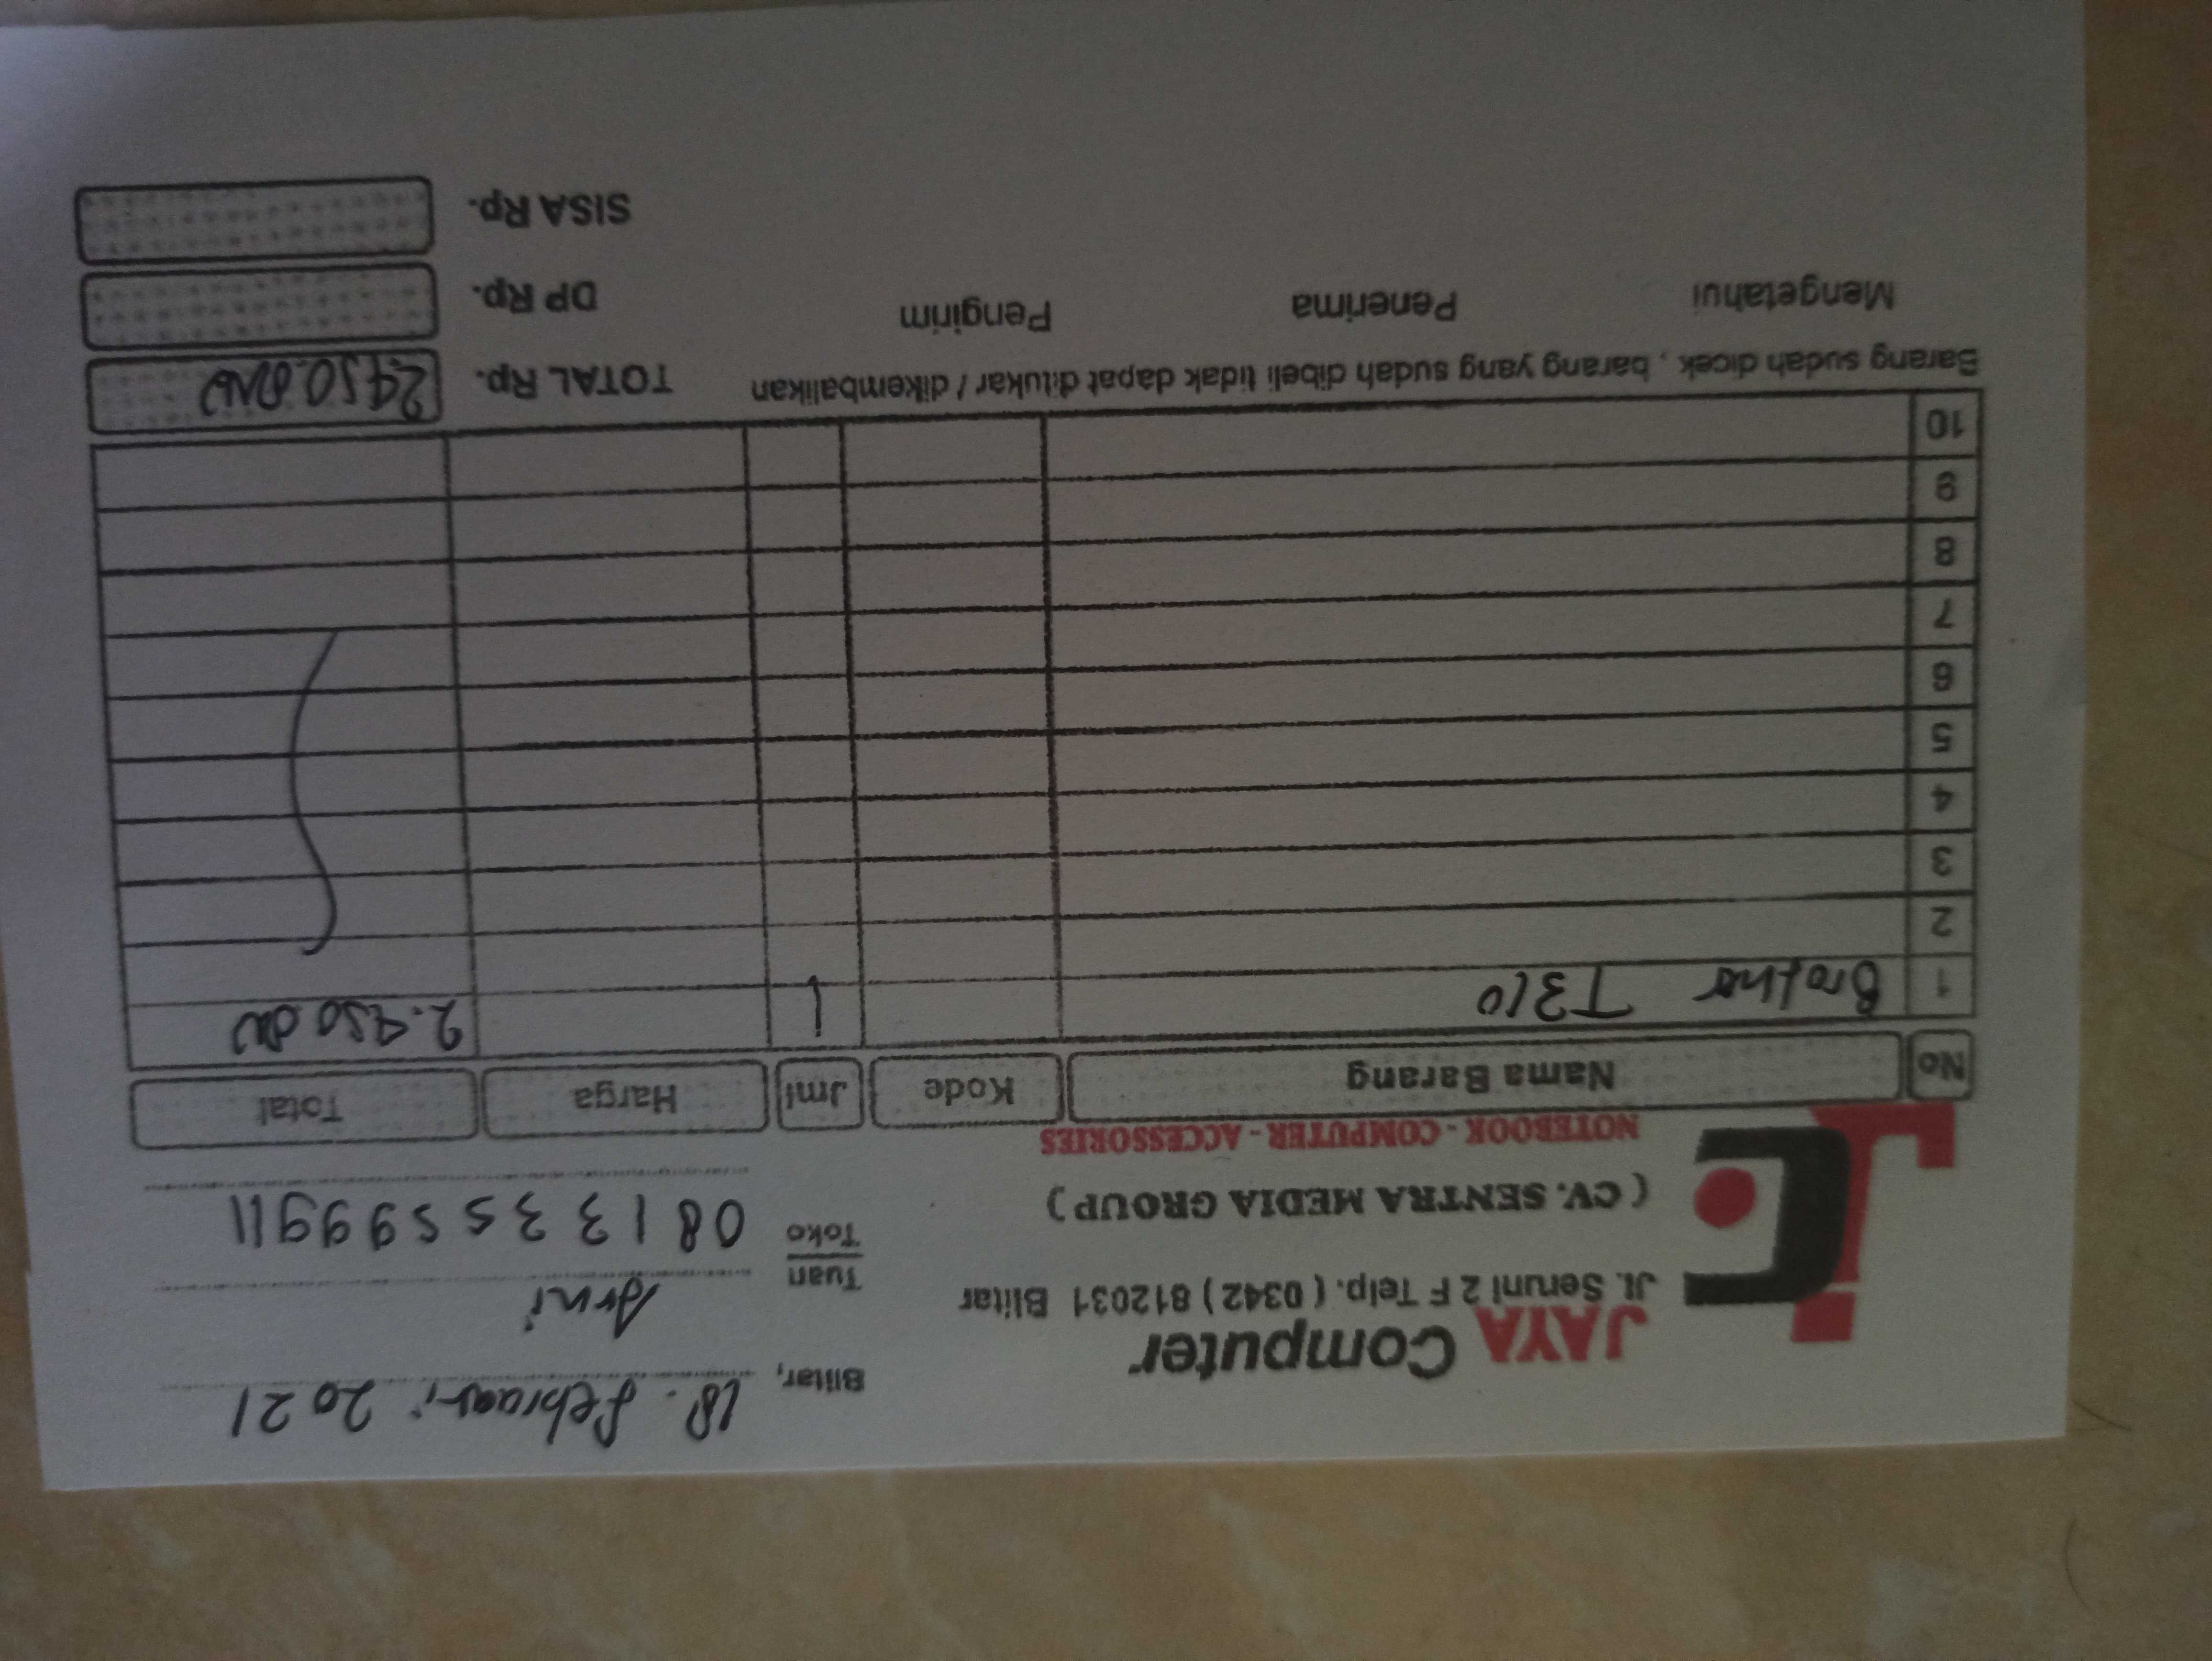 JAYA Computer
Jl. Seruni 2 F Telp. ( 0342 ) 812031 Blitar
( CV. SENTRA MEDIA GROUP )
NOTEBOOK - COMPUTER - ACCESSORIES
Blitar, 18. Februari 2021
Tuan Arni
Toko 081335599911
No Nama Barang Kode Jml Harga Total
1 Brother T310 1 2.450.000
2
3
4
5
6
7
8
9
10
Barang sudah dicek , barang yang sudah dibeli tidak dapat ditukar / dikembalikan
TOTAL Rp. 2450.000
Mengetahui Penerima Pengirim
DP Rp.
SISA Rp.